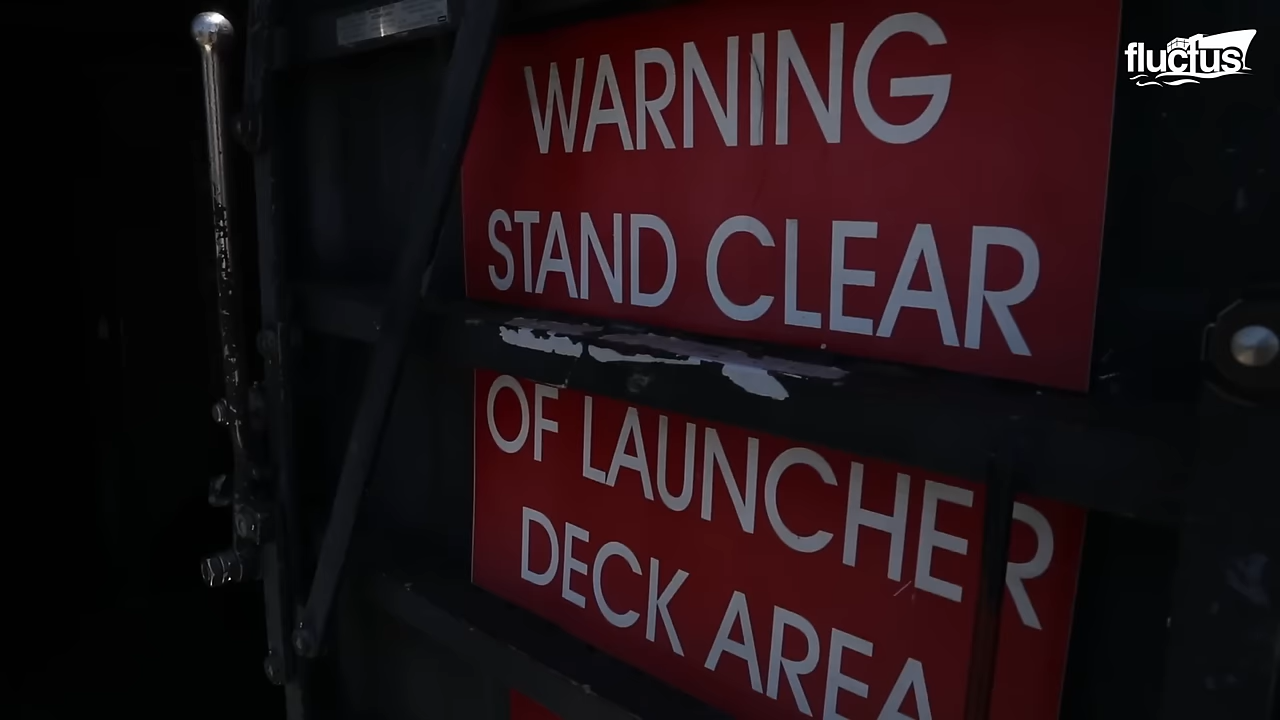 WARNING
STAND CLEAR
OF LAUNCHER
DECK AREA
fluctus